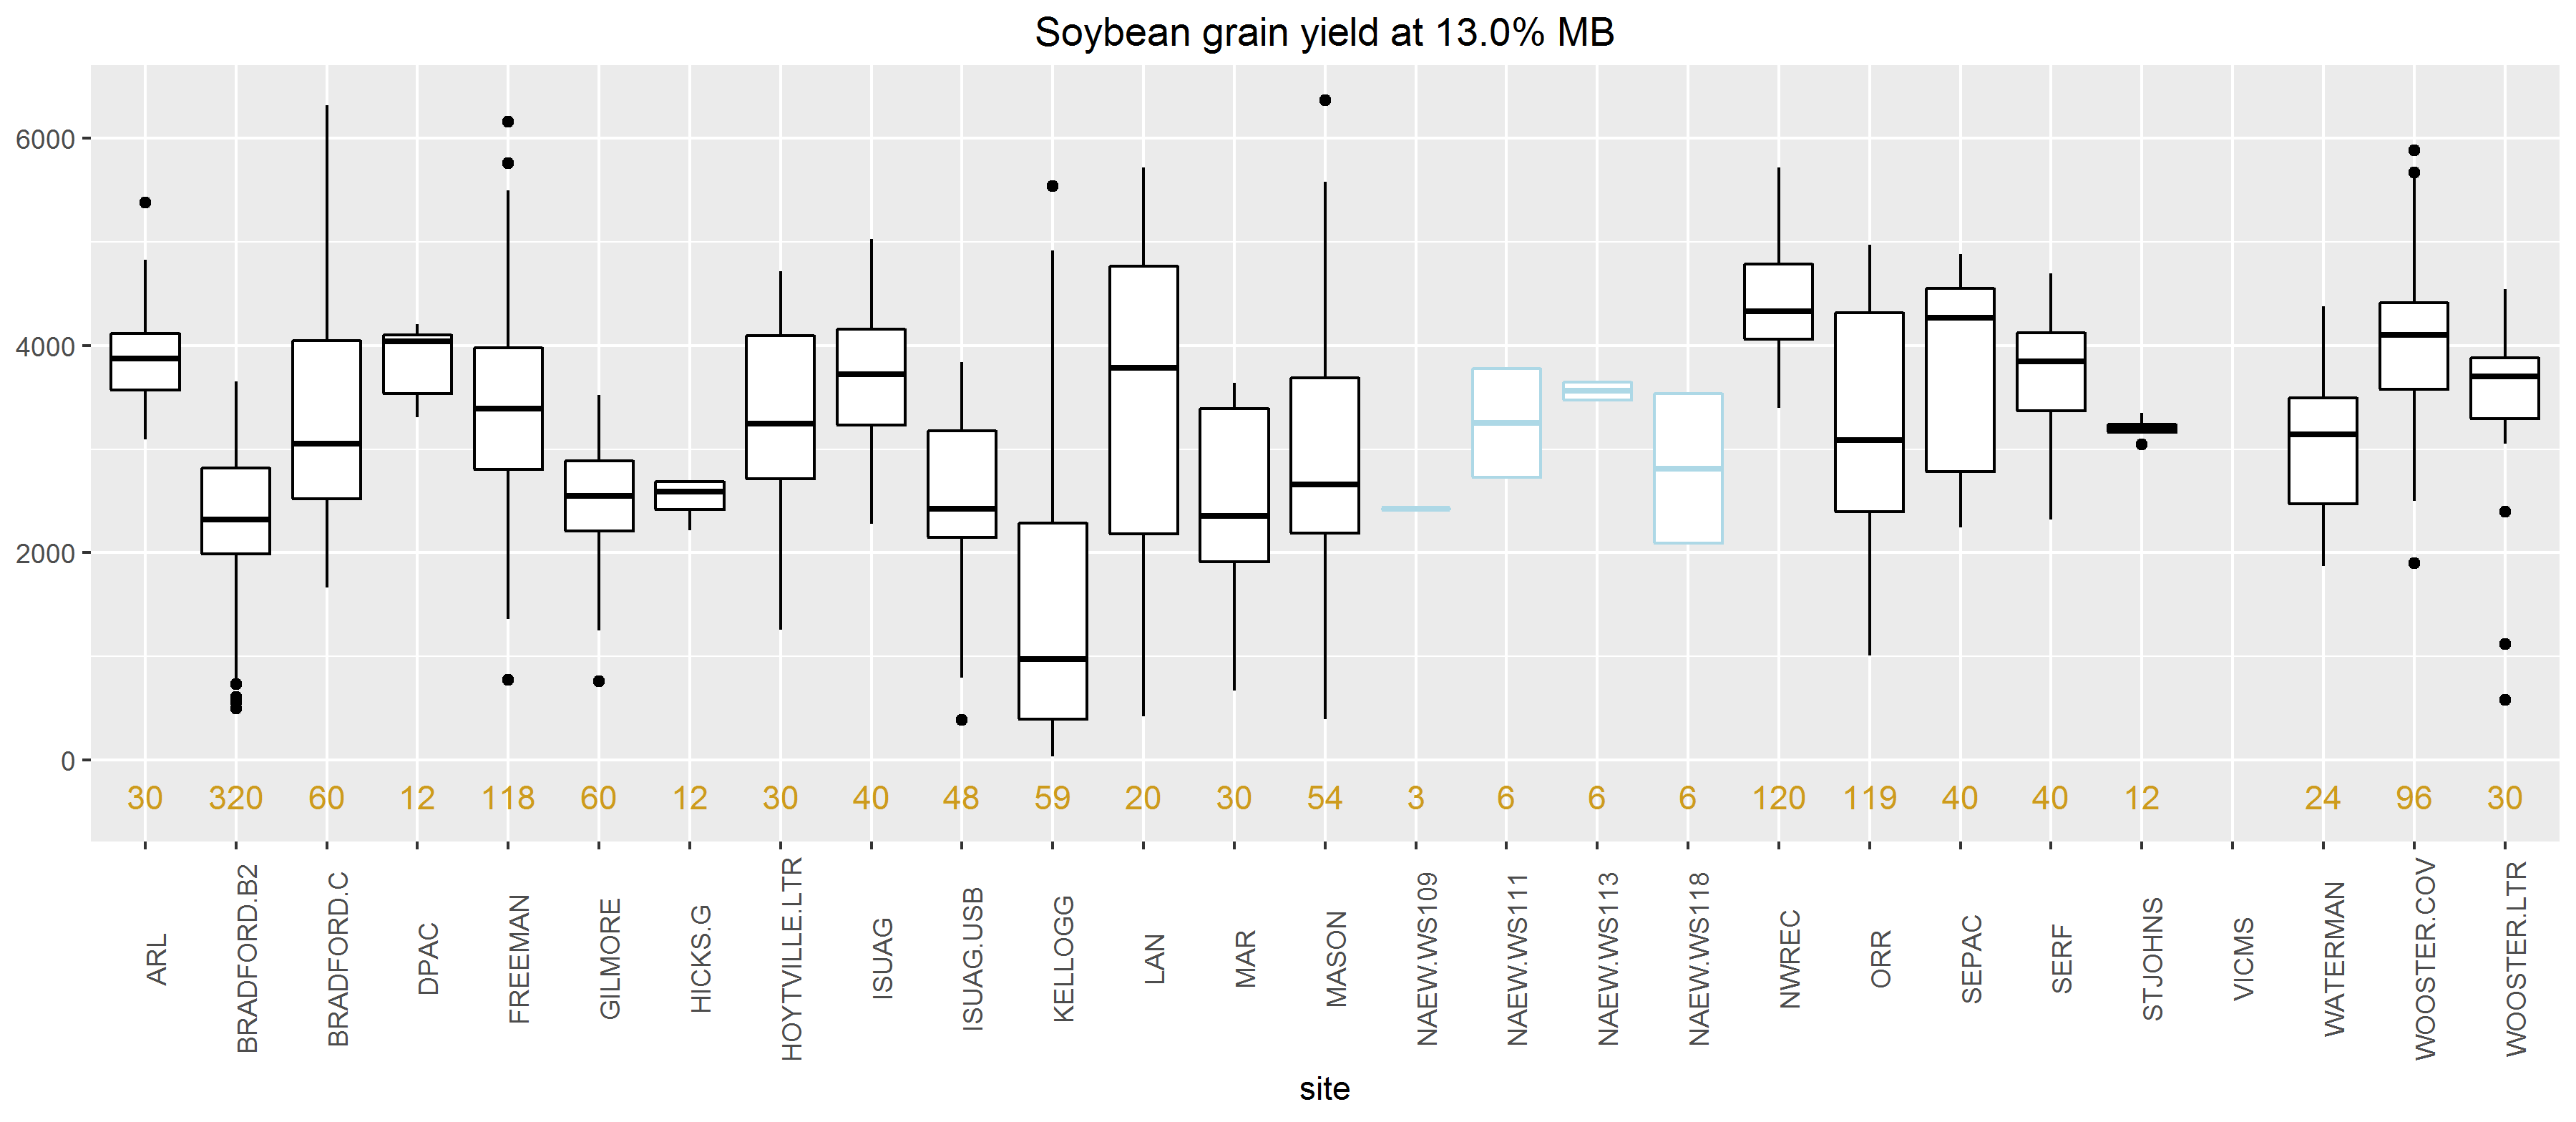 Soybean grain yield at 13.0% MB
6000
4000
2000
0
30 320 60 12 118 60 12 30 40 48 59 20 30 54 3 6 6 6 120 119 40 40 12 24 96 30
ARL
BRADFORD.B2
BRADFORD.C
DPAC
FREEMAN
GILMORE
HICKS.G
HOYTVILLE.LTR
ISUAG
ISUAG.USB
KELLOGG
LAN
MAR
MASON
NAEW.WS109
NAEW.WS111
NAEW.WS113
NAEW.WS118
NWREC
ORR
SEPAC
SERF
STJOHNS
VICMS
WATERMAN
WOOSTER.COV
WOOSTER.LTR
site